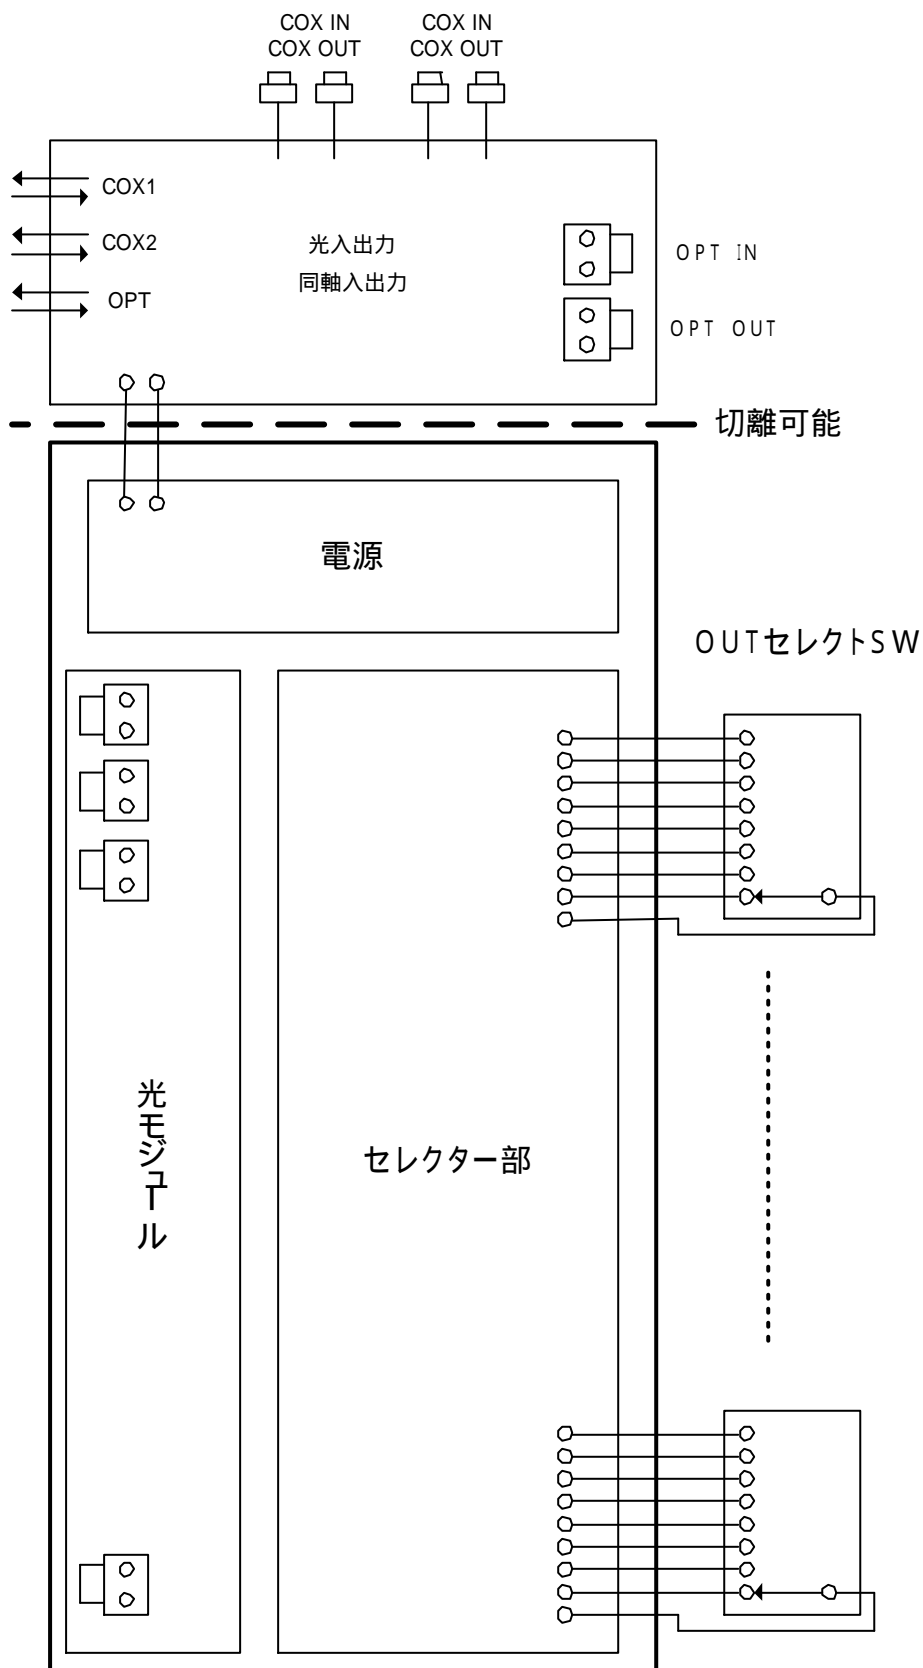 COX IN
COX OUT
COX IN
COX OUT
COX1
COX2
OPT
光入出力
同軸入出力
OPT IN
OPT OUT
切離可能
電源
OUTセレクトSW
光モジュール
セレクター部